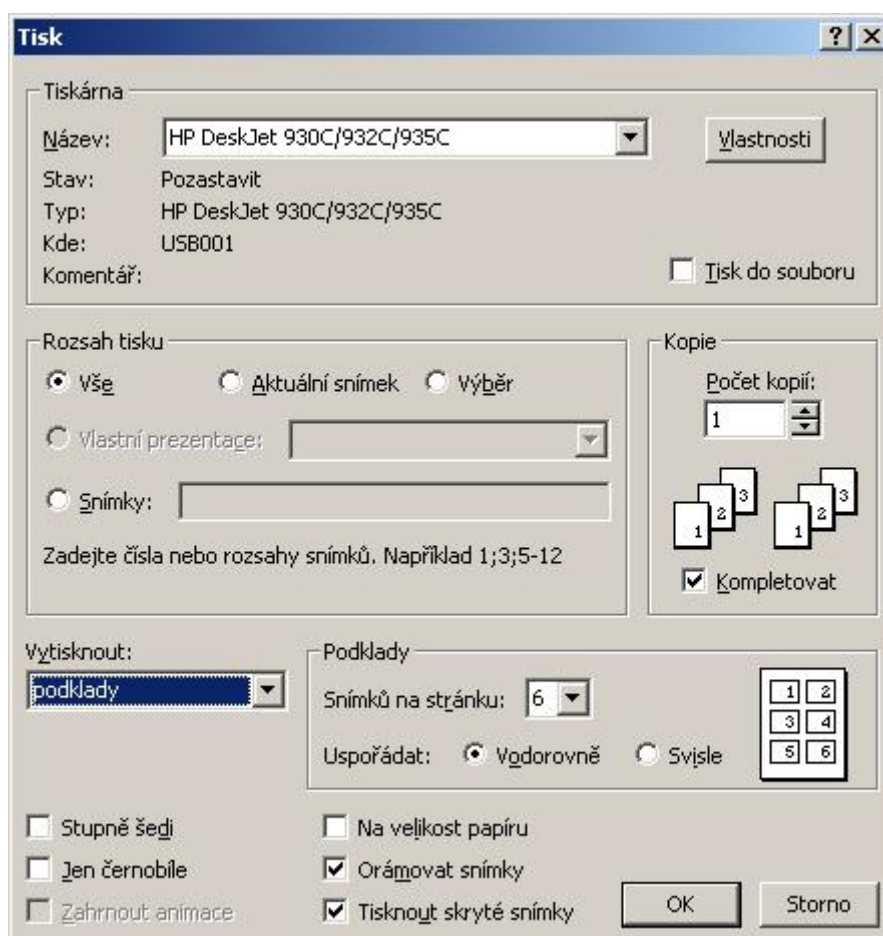 Tisk
Tiskárna
Název: HP DeskJet 930C/932C/935C Vlastnosti
Stav: Pozastavit
Typ: HP DeskJet 930C/932C/935C
Kde: USB001
Komentář: Tisk do souboru
Rozsah tisku
Vše Aktuální snímek Výběr
Vlastní prezentace:
Snímky:
Zadejte čísla nebo rozsahy snímků. Například 1;3;5-12
Kopie
Počet kopií:
1
1 2 3 1 2 3
Kompletovat
Vytisknout:
podklady
Podklady
Snímků na stránku: 6
Uspořádat: Vodorovně Svisle
1 2
3 4
5 6
Stupně šedi
Jen černobíle
Zahrnout animace
Na velikost papíru
Orámovat snímky
Tisknout skryté snímky
OK Storno